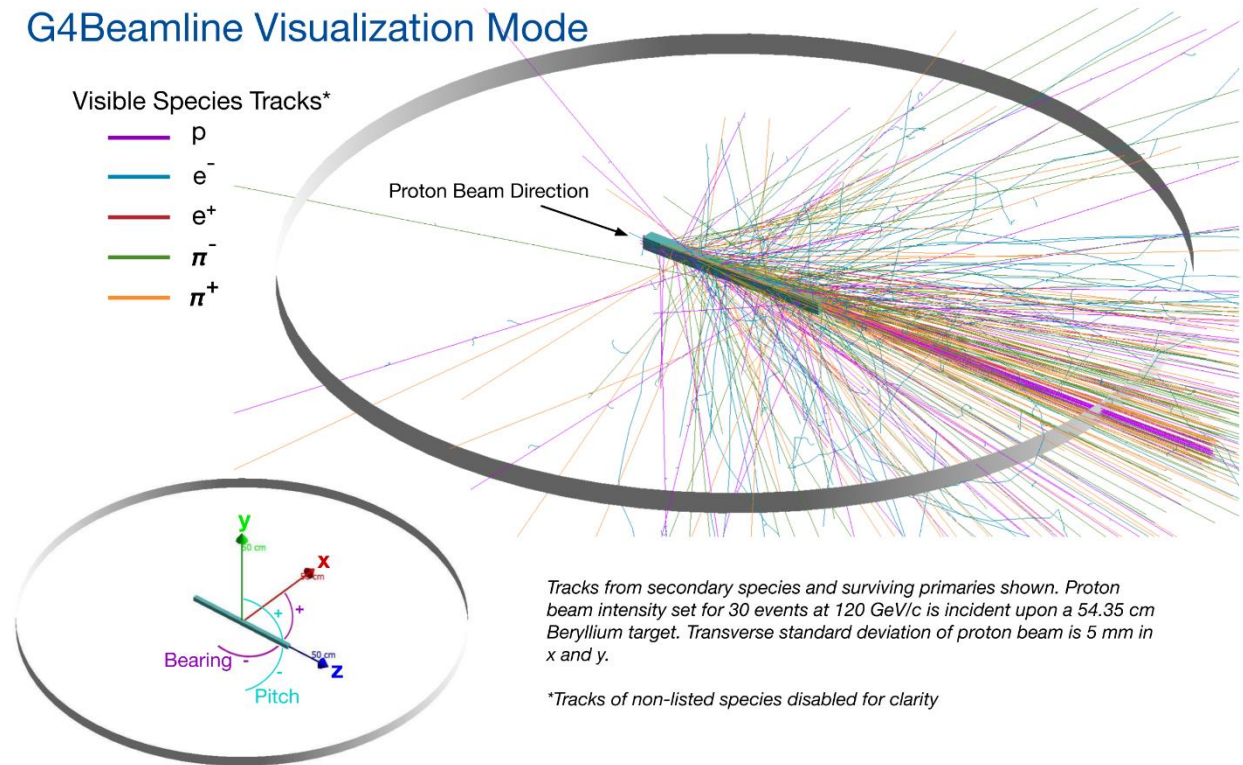 G4Beamline Visualization Mode
Visible Species Tracks*
p
e⁻
e⁺
π⁻
π⁺
Proton Beam Direction
y
50 cm
x
+
+
50 cm
z
Bearing -
-
Pitch
Tracks from secondary species and surviving primaries shown. Proton
beam intensity set for 30 events at 120 GeV/c is incident upon a 54.35 cm
Beryllium target. Transverse standard deviation of proton beam is 5 mm in
x and y.
*Tracks of non-listed species disabled for clarity